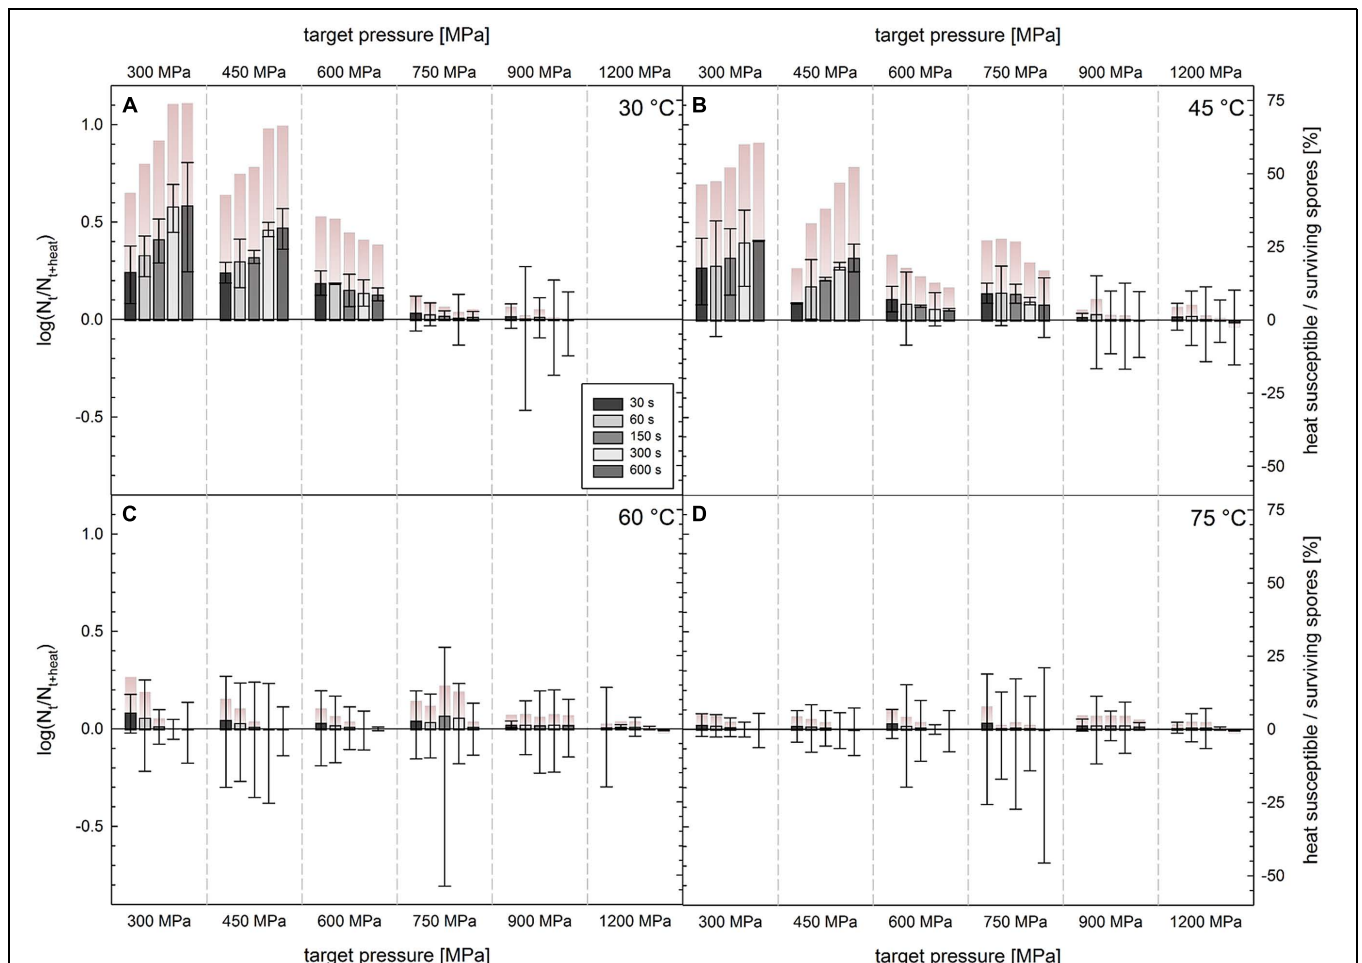 target pressure [MPa] target pressure [MPa]
300 MPa 450 MPa 600 MPa 750 MPa 900 MPa 1200 MPa 300 MPa 450 MPa 600 MPa 750 MPa 900 MPa 1200 MPa
A 30 °C B 45 °C
1.0
0.5
0.0
-0.5
log(Nt/Nt+heat)
30 s
60 s
150 s
300 s
600 s
75
50
25
0
-25
-50
heat susceptible / surviving spores [%]
C 60 °C D 75 °C
1.0
0.5
0.0
-0.5
log(Nt/Nt+heat)
75
50
25
0
-25
-50
heat susceptible / surviving spores [%]
300 MPa 450 MPa 600 MPa 750 MPa 900 MPa 1200 MPa 300 MPa 450 MPa 600 MPa 750 MPa 900 MPa 1200 MPa
target pressure [MPa] target pressure [MPa]